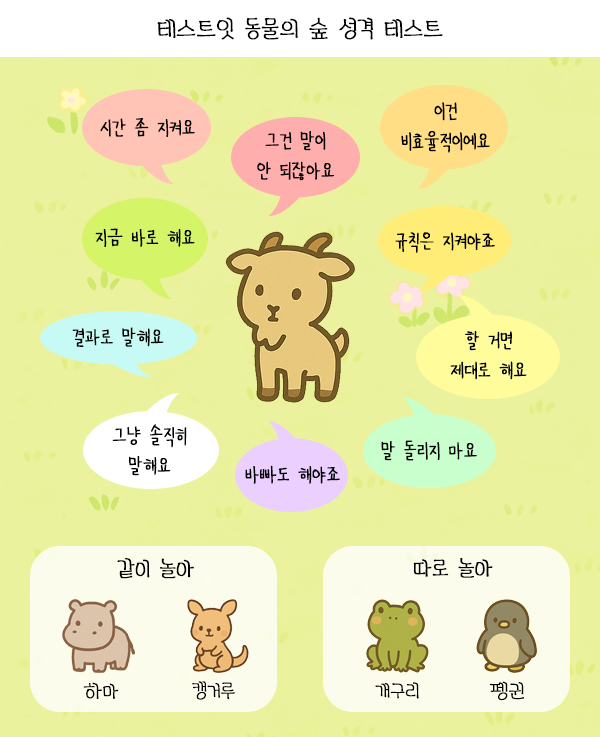 테스트잇 동물의 숲 성격 테스트
시간 좀 지켜요
그건 말이
안 되잖아요
이건
비효율적이에요
지금 바로 해요
규칙은 지켜야죠
결과로 말해요
할 거면
제대로 해요
그냥 솔직히
말해요
바빠도 해야죠
말 돌리지 마요
같이 놀아
하마
캥거루
따로 놀아
개구리
펭귄